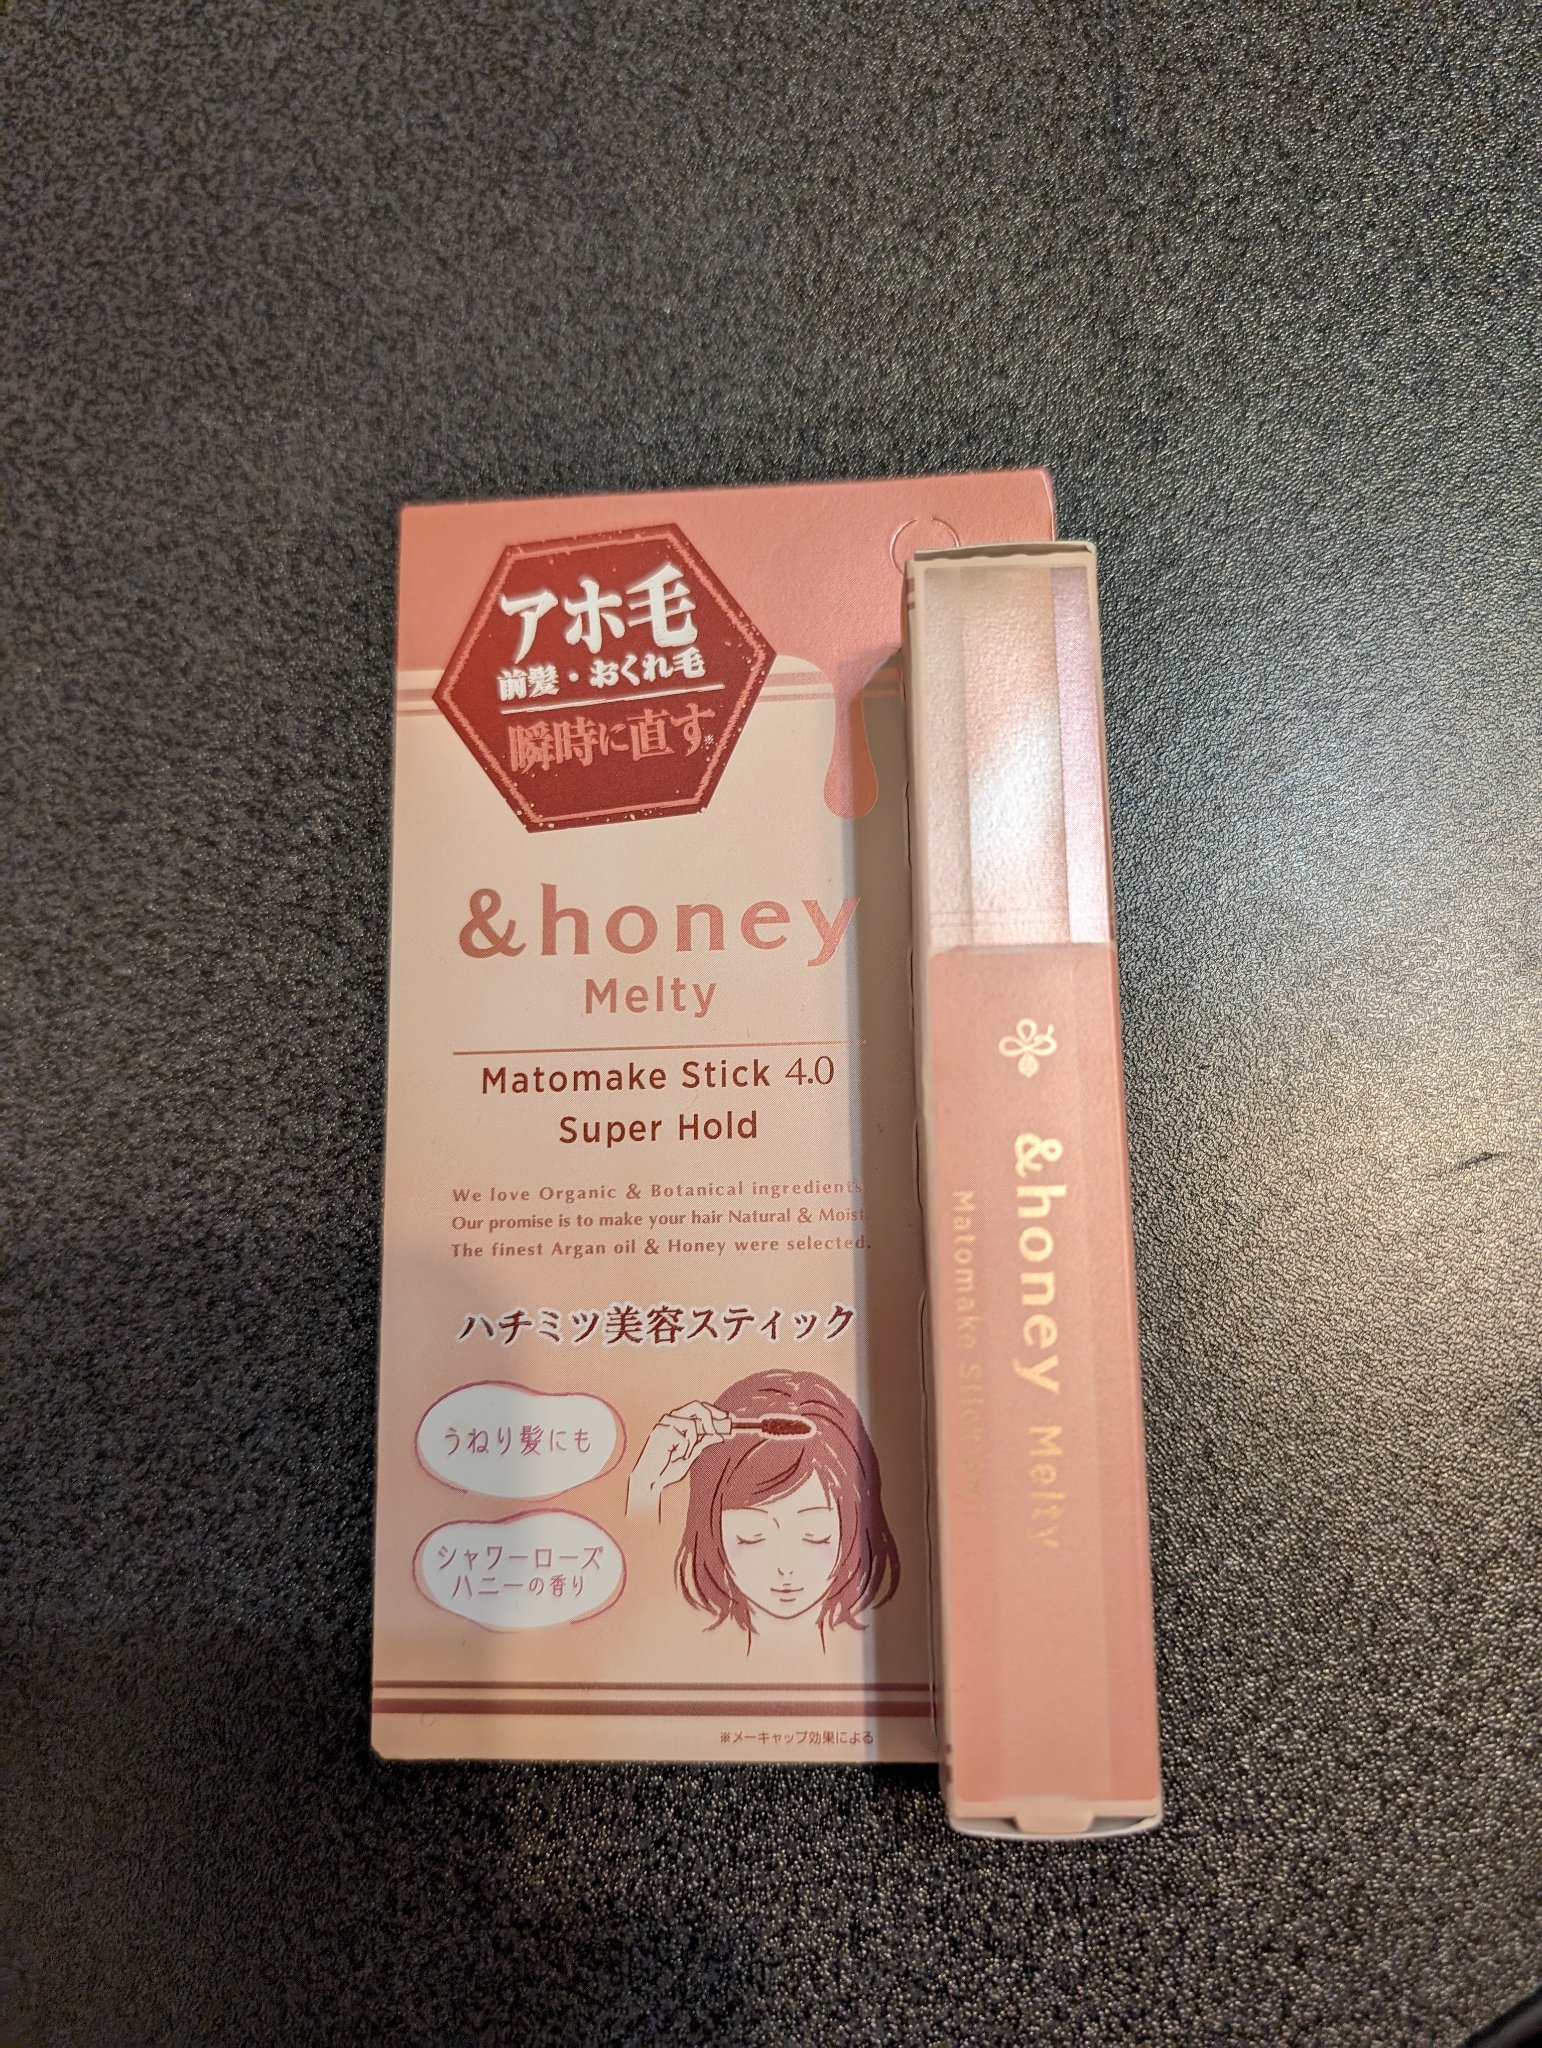 アホ毛
前髪・おくれ毛
瞬時に直す※
&honey
Melty
Matomake Stick 4.0
Super Hold
We love Organic & Botanical ingredients.
Our promise is to make your hair Natural & Moist.
The finest Argan oil & Honey were selected.
ハチミツ美容スティック
うねり髪にも
シャワーローズ
ハニーの香り
※メーキャップ効果による
&honey Melty
Matomake Stick